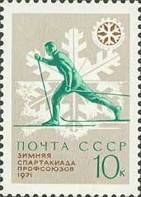 ПОЧТА СССР
ЗИМНЯЯ
СПАРТАКИАДА
ПРОФСОЮЗОВ
1971
10к